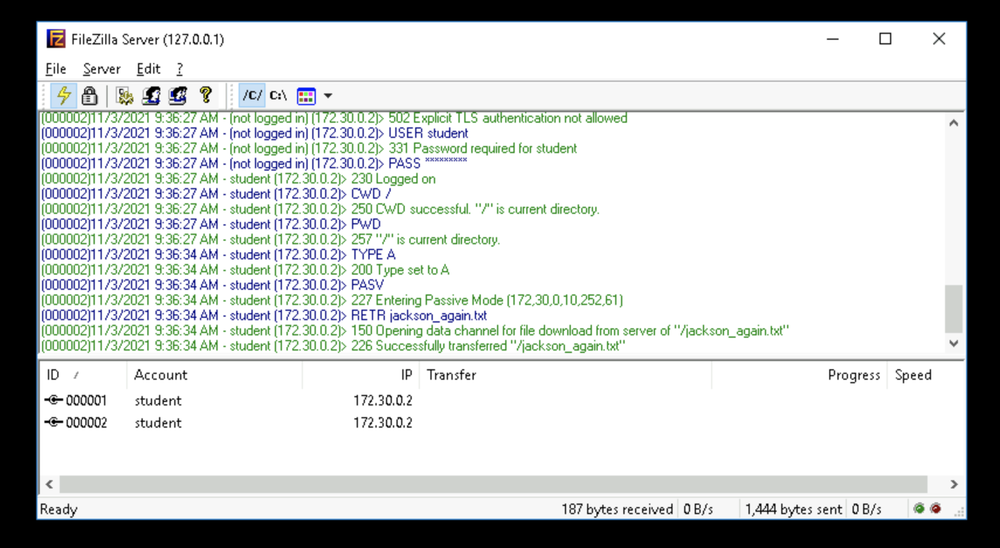 FileZilla Server (127.0.0.1)
File Server Edit ?
/C/ C:\
(000002)11/3/2021 9:36:27 AM - (not logged in) (172.30.0.2)> 502 Explicit TLS authentication not allowed
(000002)11/3/2021 9:36:27 AM - (not logged in) (172.30.0.2)> USER student
(000002)11/3/2021 9:36:27 AM - (not logged in) (172.30.0.2)> 331 Password required for student
(000002)11/3/2021 9:36:27 AM - (not logged in) (172.30.0.2)> PASS *********
(000002)11/3/2021 9:36:27 AM - student (172.30.0.2)> 230 Logged on
(000002)11/3/2021 9:36:27 AM - student (172.30.0.2)> CWD /
(000002)11/3/2021 9:36:27 AM - student (172.30.0.2)> 250 CWD successful. "/" is current directory.
(000002)11/3/2021 9:36:27 AM - student (172.30.0.2)> PWD
(000002)11/3/2021 9:36:27 AM - student (172.30.0.2)> 257 "/" is current directory.
(000002)11/3/2021 9:36:34 AM - student (172.30.0.2)> TYPE A
(000002)11/3/2021 9:36:34 AM - student (172.30.0.2)> 200 Type set to A
(000002)11/3/2021 9:36:34 AM - student (172.30.0.2)> PASV
(000002)11/3/2021 9:36:34 AM - student (172.30.0.2)> 227 Entering Passive Mode (172,30,0,10,252,61)
(000002)11/3/2021 9:36:34 AM - student (172.30.0.2)> RETR jackson_again.txt
(000002)11/3/2021 9:36:34 AM - student (172.30.0.2)> 150 Opening data channel for file download from server of "/jackson_again.txt"
(000002)11/3/2021 9:36:34 AM - student (172.30.0.2)> 226 Successfully transferred "/jackson_again.txt"
ID / Account IP Transfer Progress Speed
000001 student 172.30.0.2
000002 student 172.30.0.2
Ready 187 bytes received 0 B/s 1,444 bytes sent 0 B/s